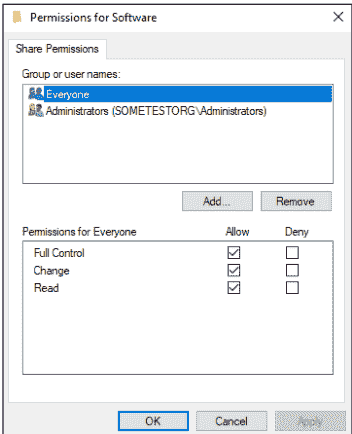 Permissions for Software
Share Permissions
Group or user names:
Everyone
Administrators (SOMETESTORG\Administrators)
Add...
Remove
Permissions for Everyone Allow Deny
Full Control
Change
Read
OK
Cancel
Apply